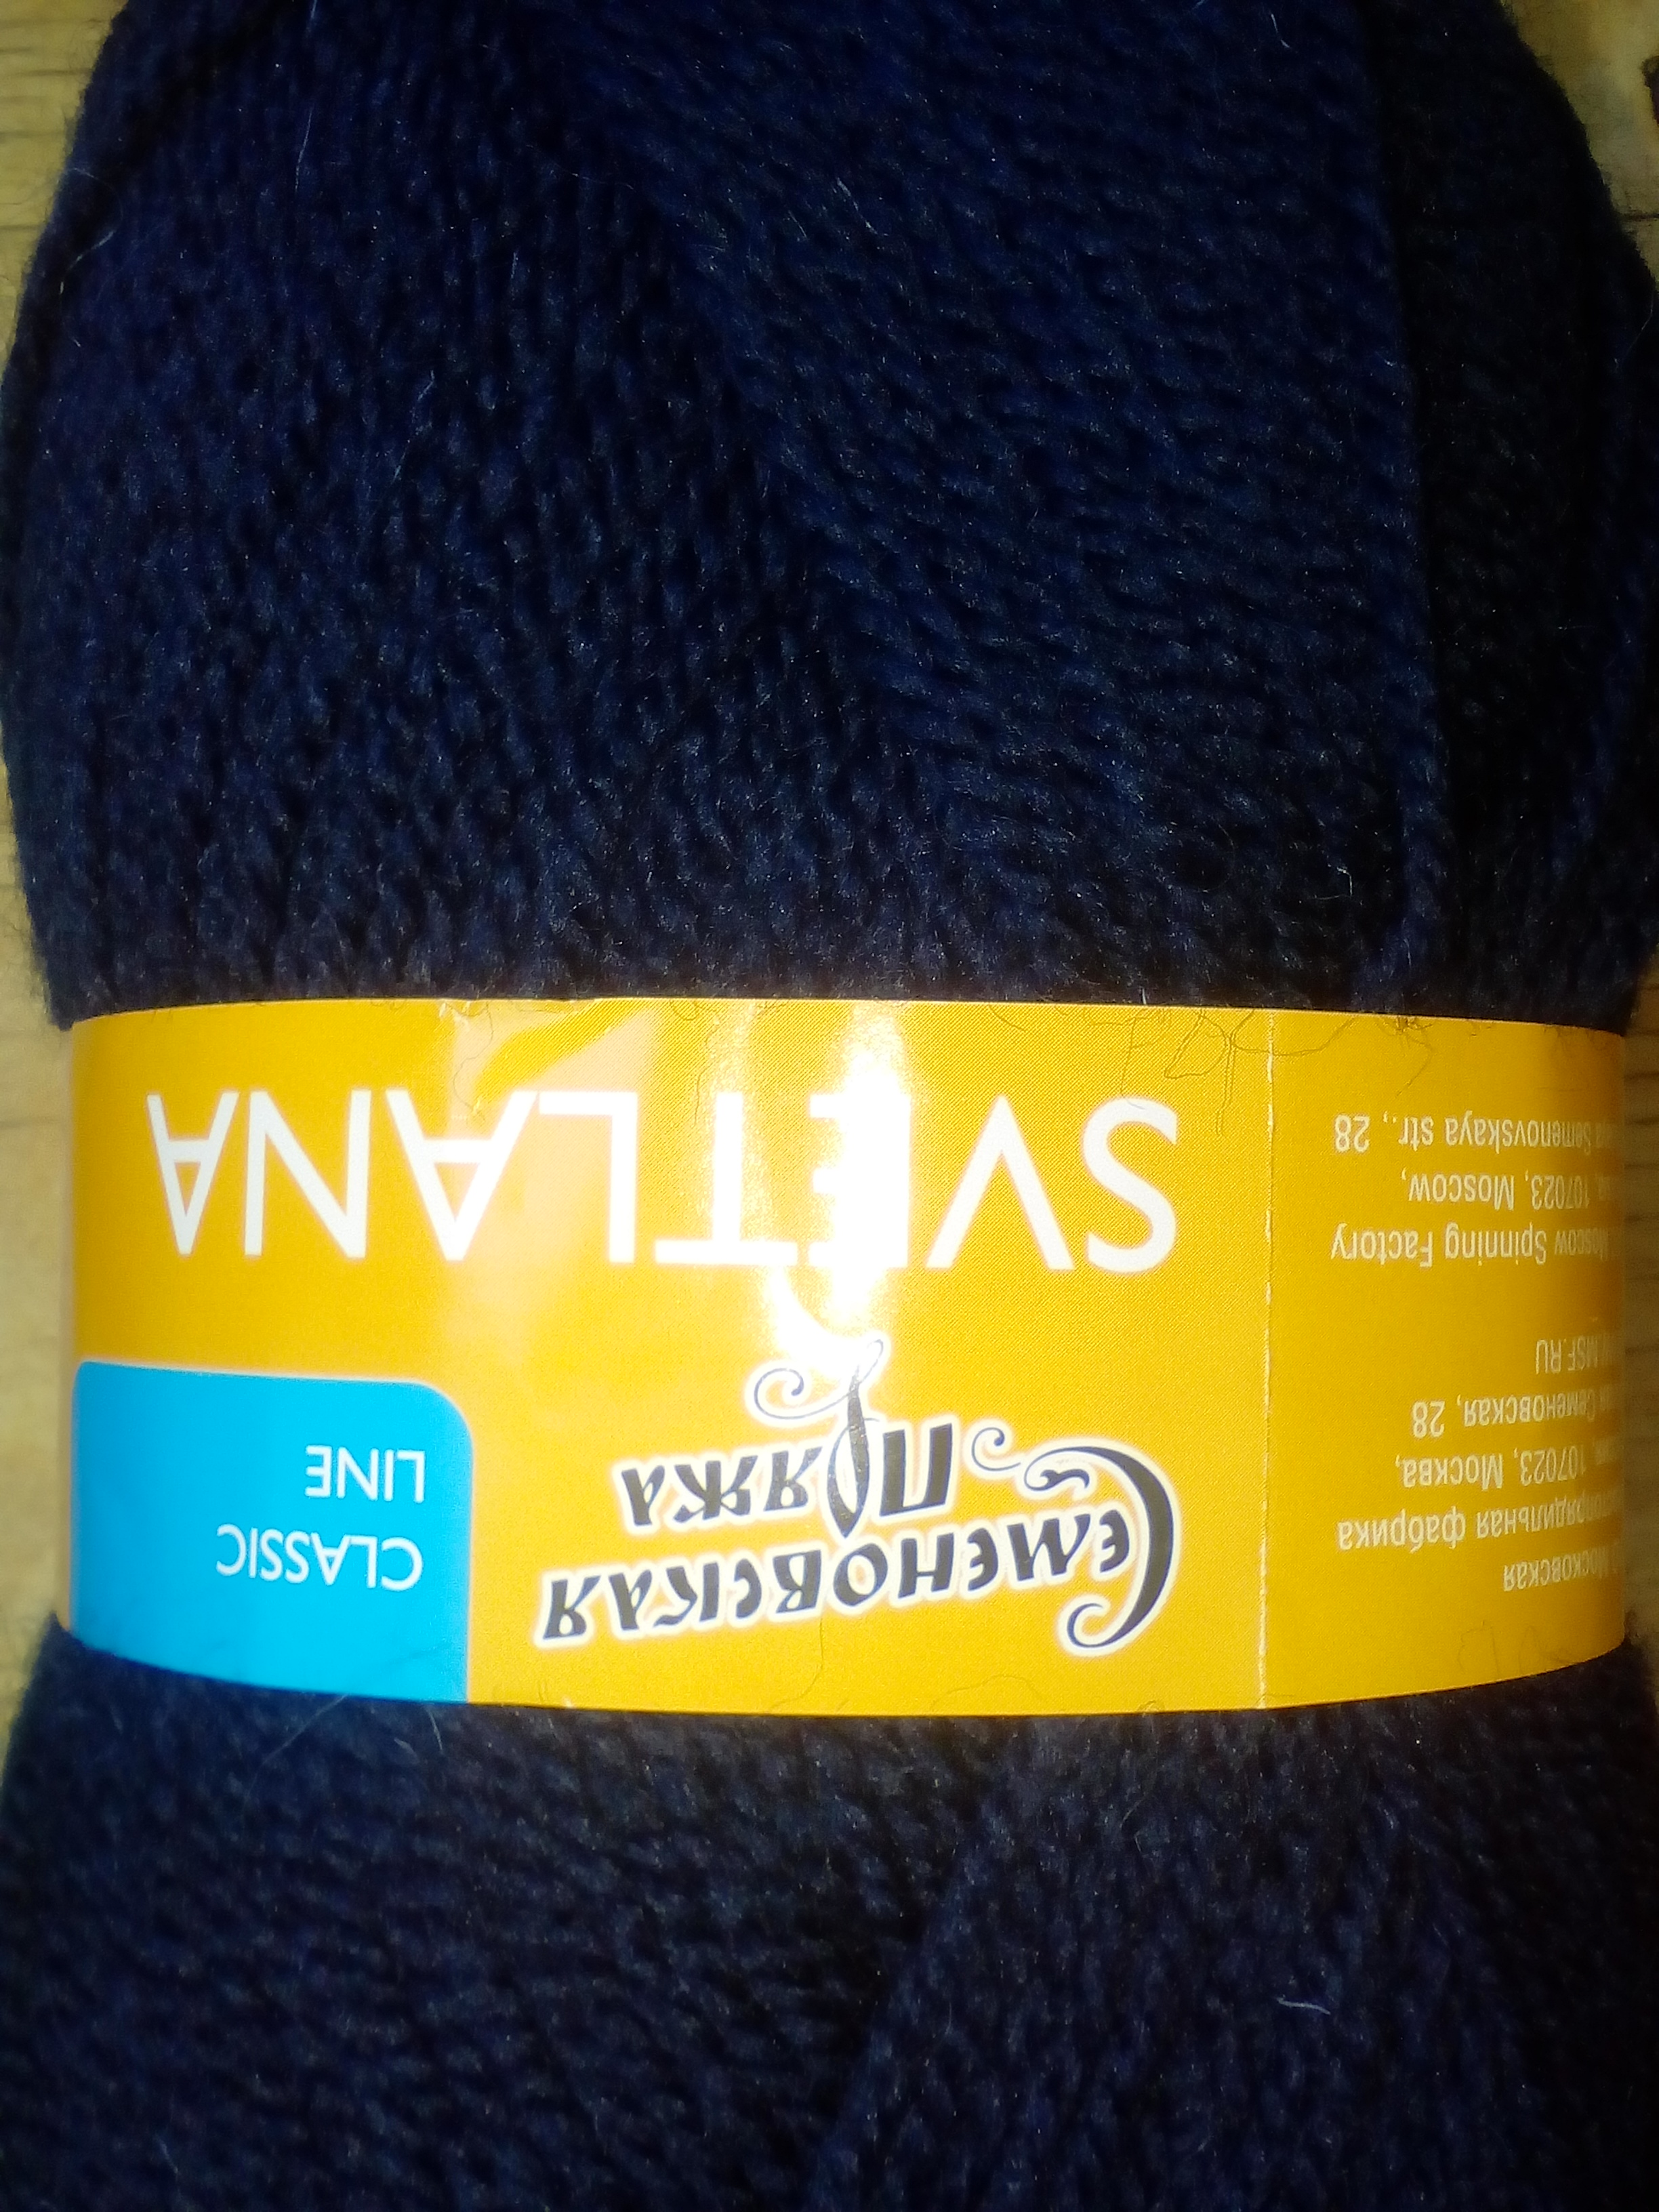 Московская
фабрика
107023, Москва,
Семеновская, 28
MSF.RU
Moscow Spinning Factory
107023, Moscow,
Semenovskaya str., 28
Семеновская
Пряжа
SVETLANA
CLASSIC
LINE